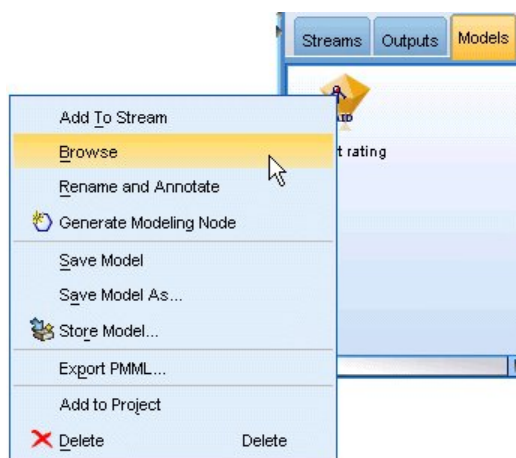 Streams Outputs Models
Add To Stream
Browse
t rating
Rename and Annotate
Generate Modeling Node
Save Model
Save Model As...
Store Model...
Export PMML...
Add to Project
Delete Delete